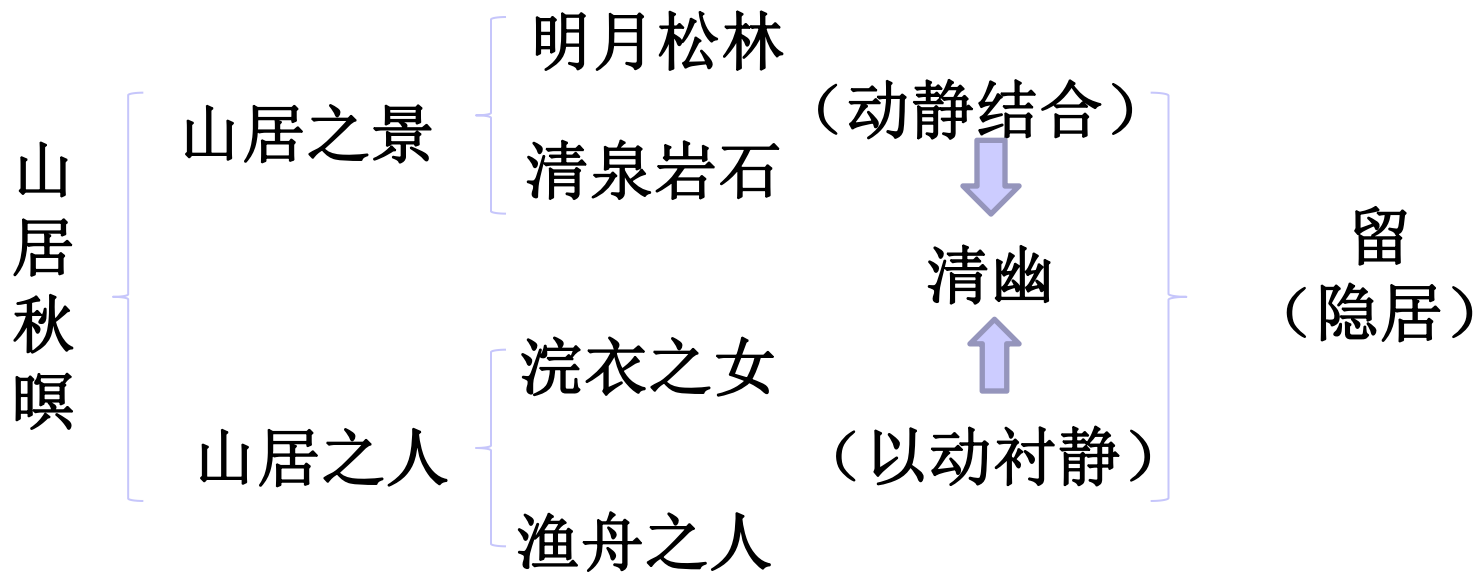 山居秋暝
山居之景
明月松林
清泉岩石
（动静结合）
清幽
山居之人
浣衣之女
渔舟之人
（以动衬静）
留
（隐居）